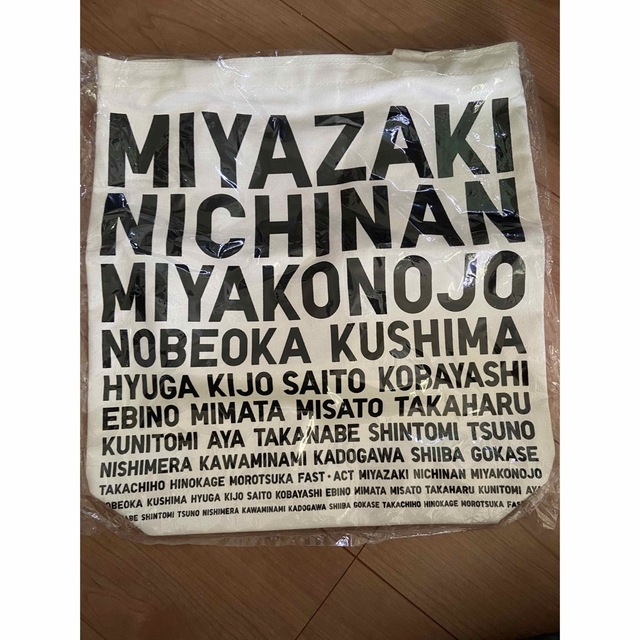 MIYAZAKI
NICHINAN
MIYAKONOJO
NOBEOKA KUSHIMA
HYUGA KIJO SAITO KOBAYASHI
EBINO MIMATA MISATO TAKAHARU
KUNITOMI AYA TAKANABE SHINTOMI TSUNO
NISHIMERA KAWAMINAMI KADOGAWA SHIIBA GOKASE
TAKACHIHO HINOKAGE MOROTSUKA FAST・ACT MIYAZAKI NICHINAN MIYAKONOJO
OBEOKA KUSHIMA HYUGA KIJO SAITO KOBAYASHI EBINO MIMATA MISATO TAKAHARU KUNITOMI AY
ABE SHINTOMI TSUNO NISHIMERA KAWAMINAMI KADOGAWA SHIIBA GOKASE TAKACHIHO HINOKAGE MOROTSUKA FAS